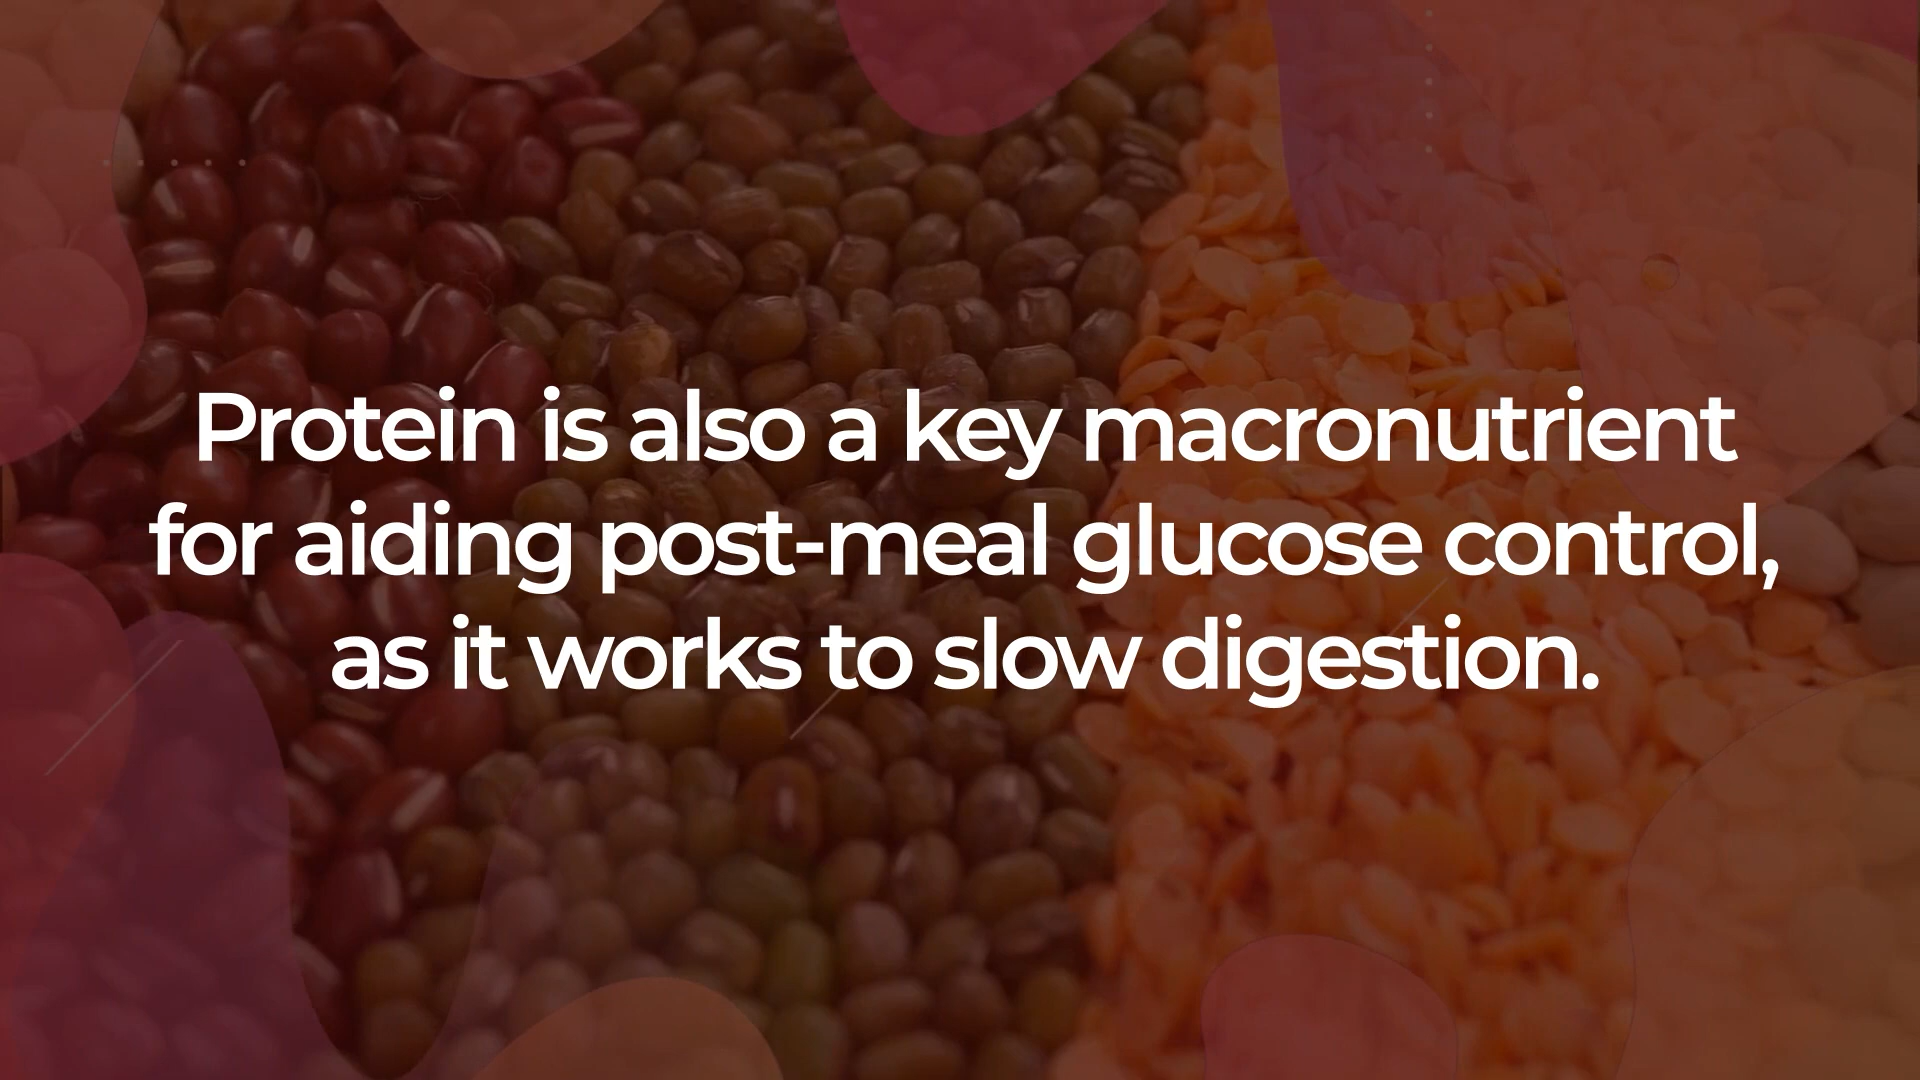 Protein is also a key macronutrient
for aiding post-meal glucose control,
as it works to slow digestion.